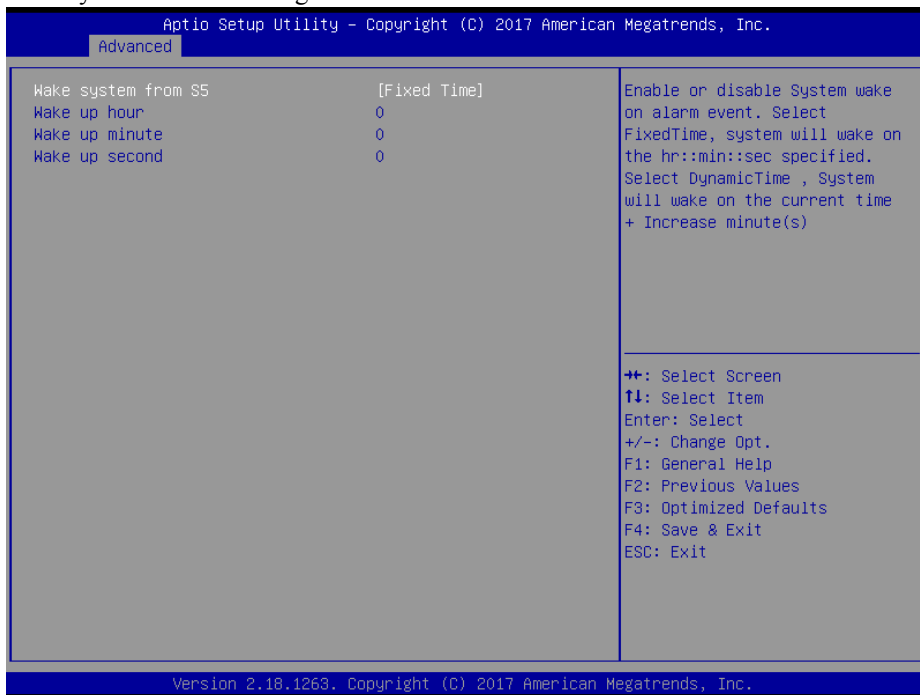 Aptio Setup Utility – Copyright (C) 2017 American Megatrends, Inc.
Advanced
Wake system from S5 [Fixed Time]
Wake up hour 0
Wake up minute 0
Wake up second 0
Enable or disable System wake
on alarm event. Select
FixedTime, system will wake on
the hr::min::sec specified.
Select DynamicTime , System
will wake on the current time
+ Increase minute(s)
→←: Select Screen
↑↓: Select Item
Enter: Select
+/-: Change Opt.
F1: General Help
F2: Previous Values
F3: Optimized Defaults
F4: Save & Exit
ESC: Exit
Version 2.18.1263. Copyright (C) 2017 American Megatrends, Inc.